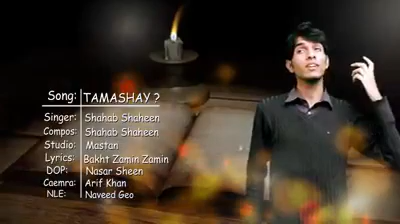 Song: TAMASHAY ?
Singer: Shahab Shaheen
Compos: Shahab Shaheen
Studio: Mastan
Lyrics: Bakht Zamin Zamin
DOP: Nasar Sheen
Caemra: Arif Khan
NLE: Naveed Geo